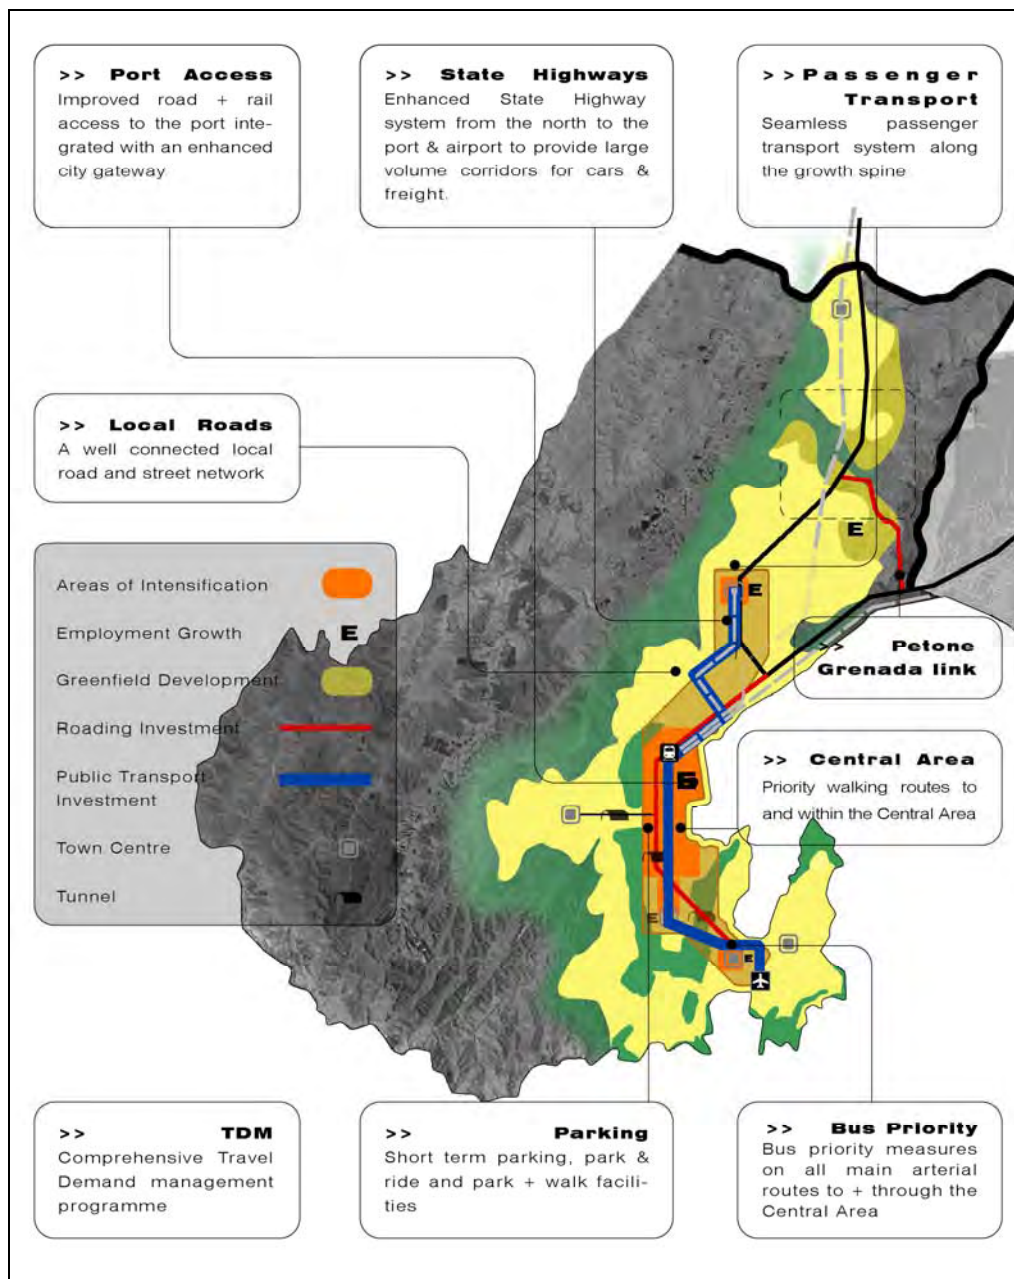 >> Port Access
Improved road + rail
access to the port inte-
grated with an enhanced
city gateway
>> State Highways
Enhanced State Highway
system from the north to the
port & airport to provide large
volume corridors for cars &
freight.
>> Passenger
Transport
Seamless passenger
transport system along
the growth spine
>> Local Roads
A well connected local
road and street network
Areas of Intensification
Employment Growth E
Greenfield Development
Roading Investment
Public Transport
Investment
Town Centre
Tunnel
E
E
>> Petone
Grenada link
>> Central Area
Priority walking routes to
and within the Central Area
E
E
E
>> TDM
Comprehensive Travel
Demand management
programme
>> Parking
Short term parking, park &
ride and park + walk facili-
ties
>> Bus Priority
Bus priority measures
on all main arterial
routes to + through the
Central Area